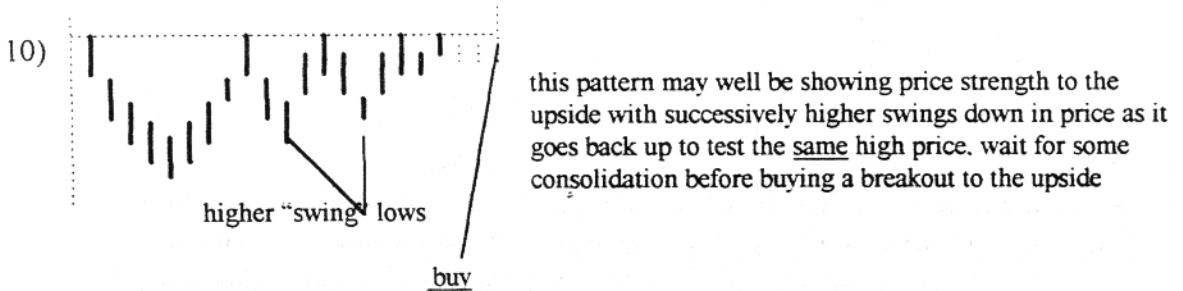 10)
this pattern may well be showing price strength to the
upside with successively higher swings down in price as it
goes back up to test the same high price. wait for some
consolidation before buying a breakout to the upside
higher “swing” lows
buy